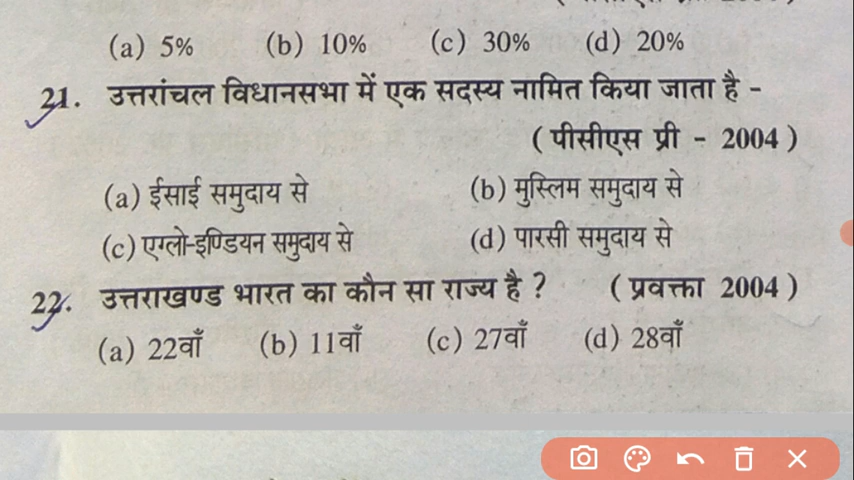 (a) 5% (b) 10% (c) 30% (d) 20%
21. उत्तरांचल विधानसभा में एक सदस्य नामित किया जाता है -
( पीसीएस प्री - 2004 )
(a) ईसाई समुदाय से (b) मुस्लिम समुदाय से
(c) एग्लो-इण्डियन समुदाय से (d) पारसी समुदाय से
22. उत्तराखण्ड भारत का कौन सा राज्य है ? ( प्रवक्ता 2004 )
(a) 22वाँ (b) 11वाँ (c) 27वाँ (d) 28वाँ